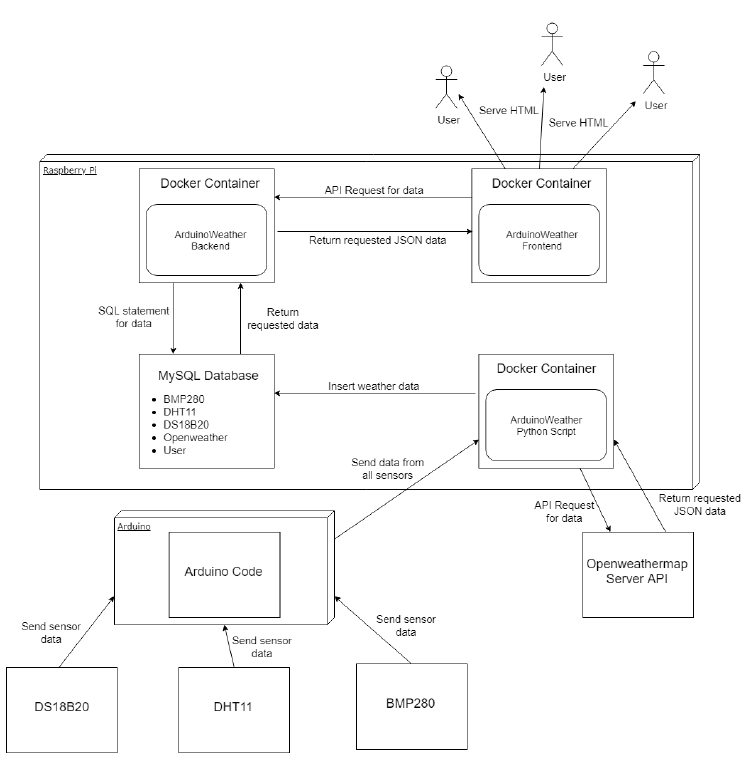 User
User
User
Serve HTML
Serve HTML
Raspberry Pi
Docker Container
ArduinoWeather
Backend
API Request for data
Return requested JSON data
Docker Container
ArduinoWeather
Frontend
SQL statement
for data
Return
requested data
MySQL Database
BMP280
DHT11
DS18B20
Openweather
User
Insert weather data
Docker Container
ArduinoWeather
Python Script
Send data from
all sensors
API Request
for data
Return requested
JSON data
Openweathermap
Server API
Arduino
Arduino Code
Send sensor
data
Send sensor
data
Send sensor
data
DS18B20
DHT11
BMP280